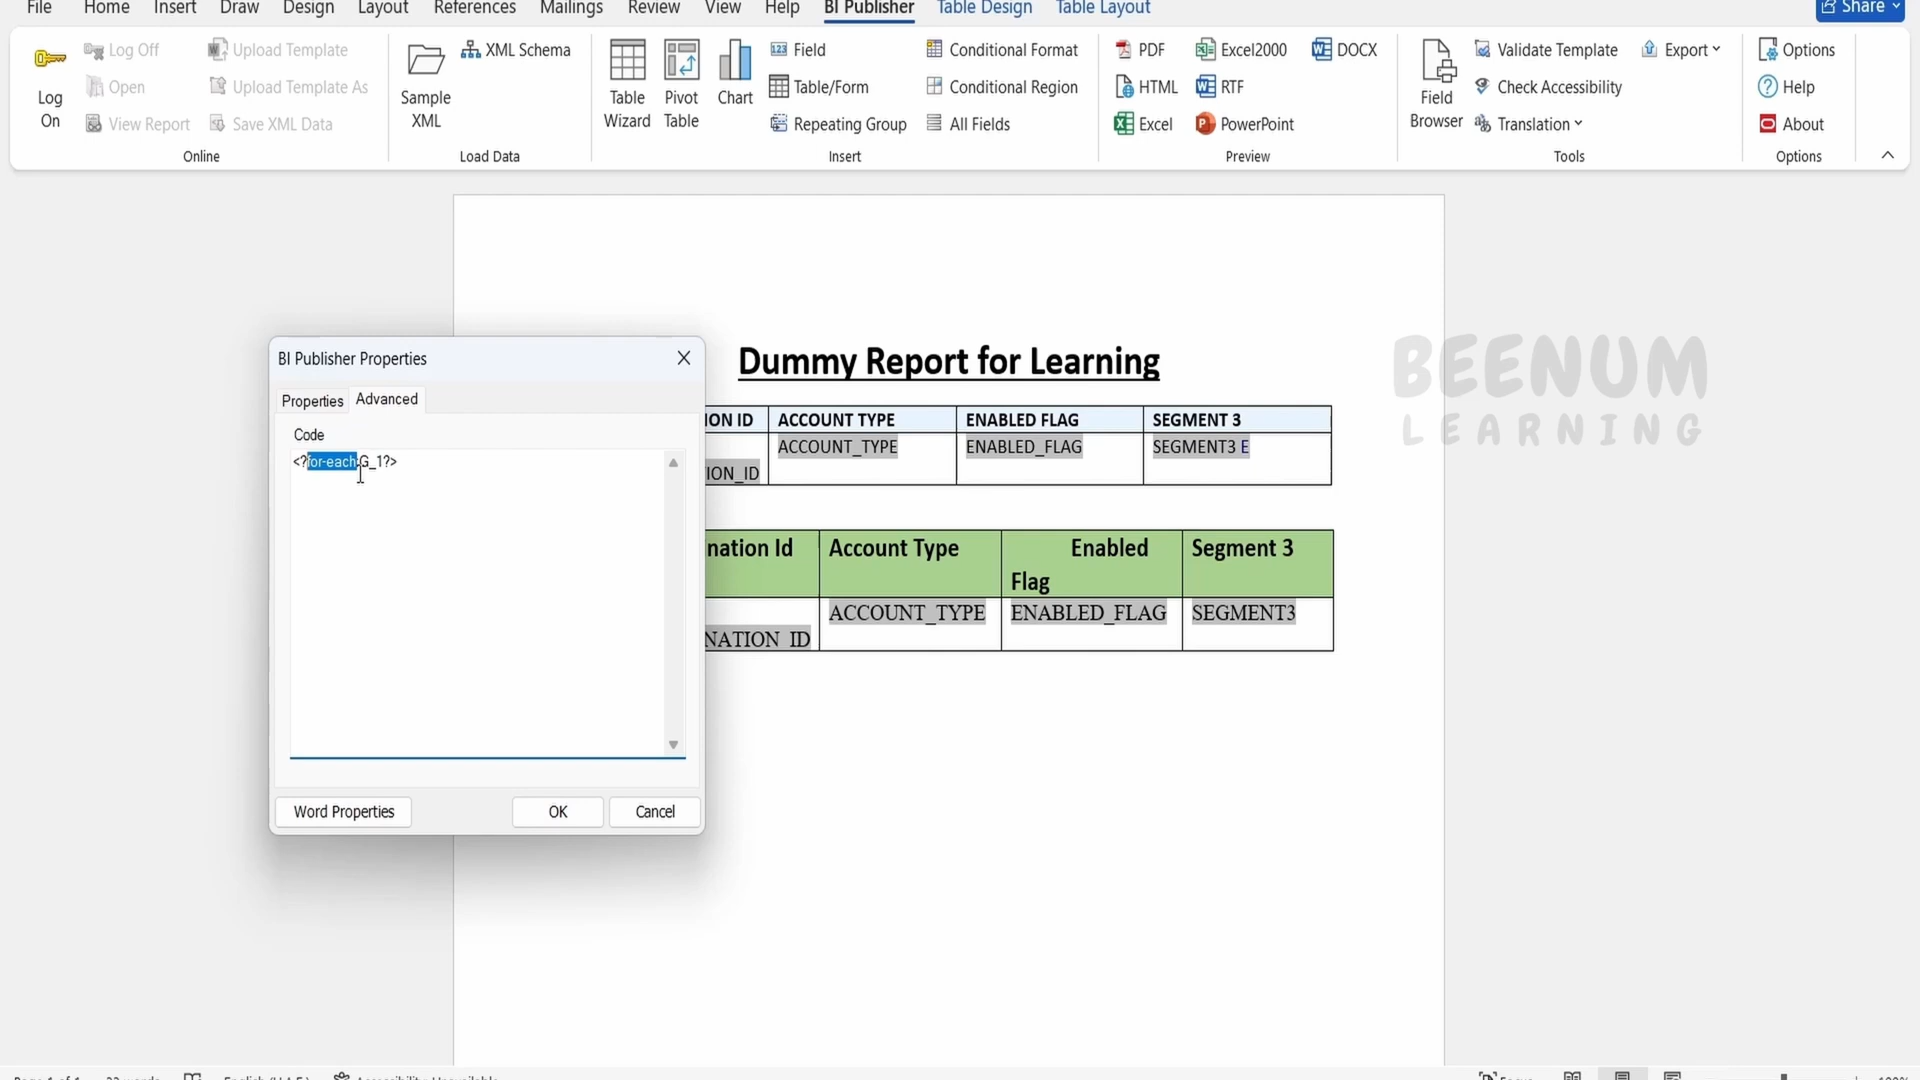 File Home Insert Draw Design Layout References Mailings Review View Help BI Publisher Table Design Table Layout Share
Log On
Log Off
Open
View Report
Upload Template
Upload Template As
Save XML Data
Online
Sample XML
XML Schema
Load Data
Table Wizard
Pivot Table
Chart
Field
Table/Form
Repeating Group
Conditional Format
Conditional Region
All Fields
Insert
PDF
HTML
Excel
Excel2000
RTF
PowerPoint
DOCX
Preview
Field Browser
Validate Template
Check Accessibility
Translation
Export
Tools
Options
Help
About
Options
BI Publisher Properties
Properties Advanced
Code
<?for-each:G_1?>
Word Properties OK Cancel
Dummy Report for Learning
ION ID ACCOUNT TYPE ENABLED FLAG SEGMENT 3
ACCOUNT_TYPE ENABLED_FLAG SEGMENT3 E
TION_ID
nation Id Account Type Enabled Flag Segment 3
ACCOUNT_TYPE ENABLED_FLAG SEGMENT3
NATION_ID
BEENUM
LEARNING